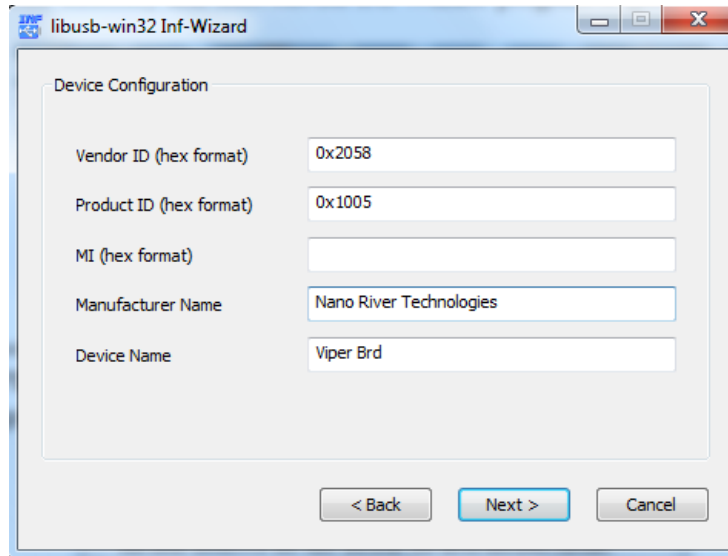 libusb-win32 Inf-Wizard
Device Configuration
Vendor ID (hex format) 0x2058
Product ID (hex format) 0x1005
MI (hex format)
Manufacturer Name Nano River Technologies
Device Name Viper Brd
< Back Next > Cancel